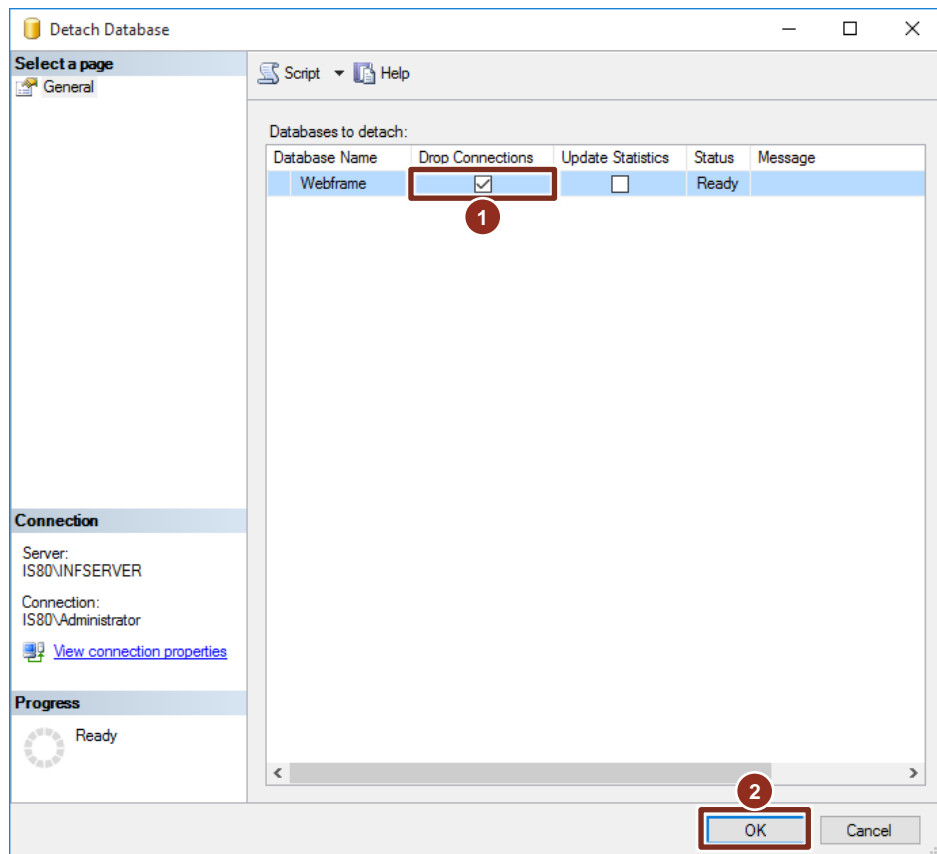 Detach Database
Select a page
General
Script Help
Databases to detach:
Database Name Drop Connections Update Statistics Status Message
Webframe Ready
1
Connection
Server:
IS80\INFSERVER
Connection:
IS80\Administrator
View connection properties
Progress
Ready
2
OK Cancel